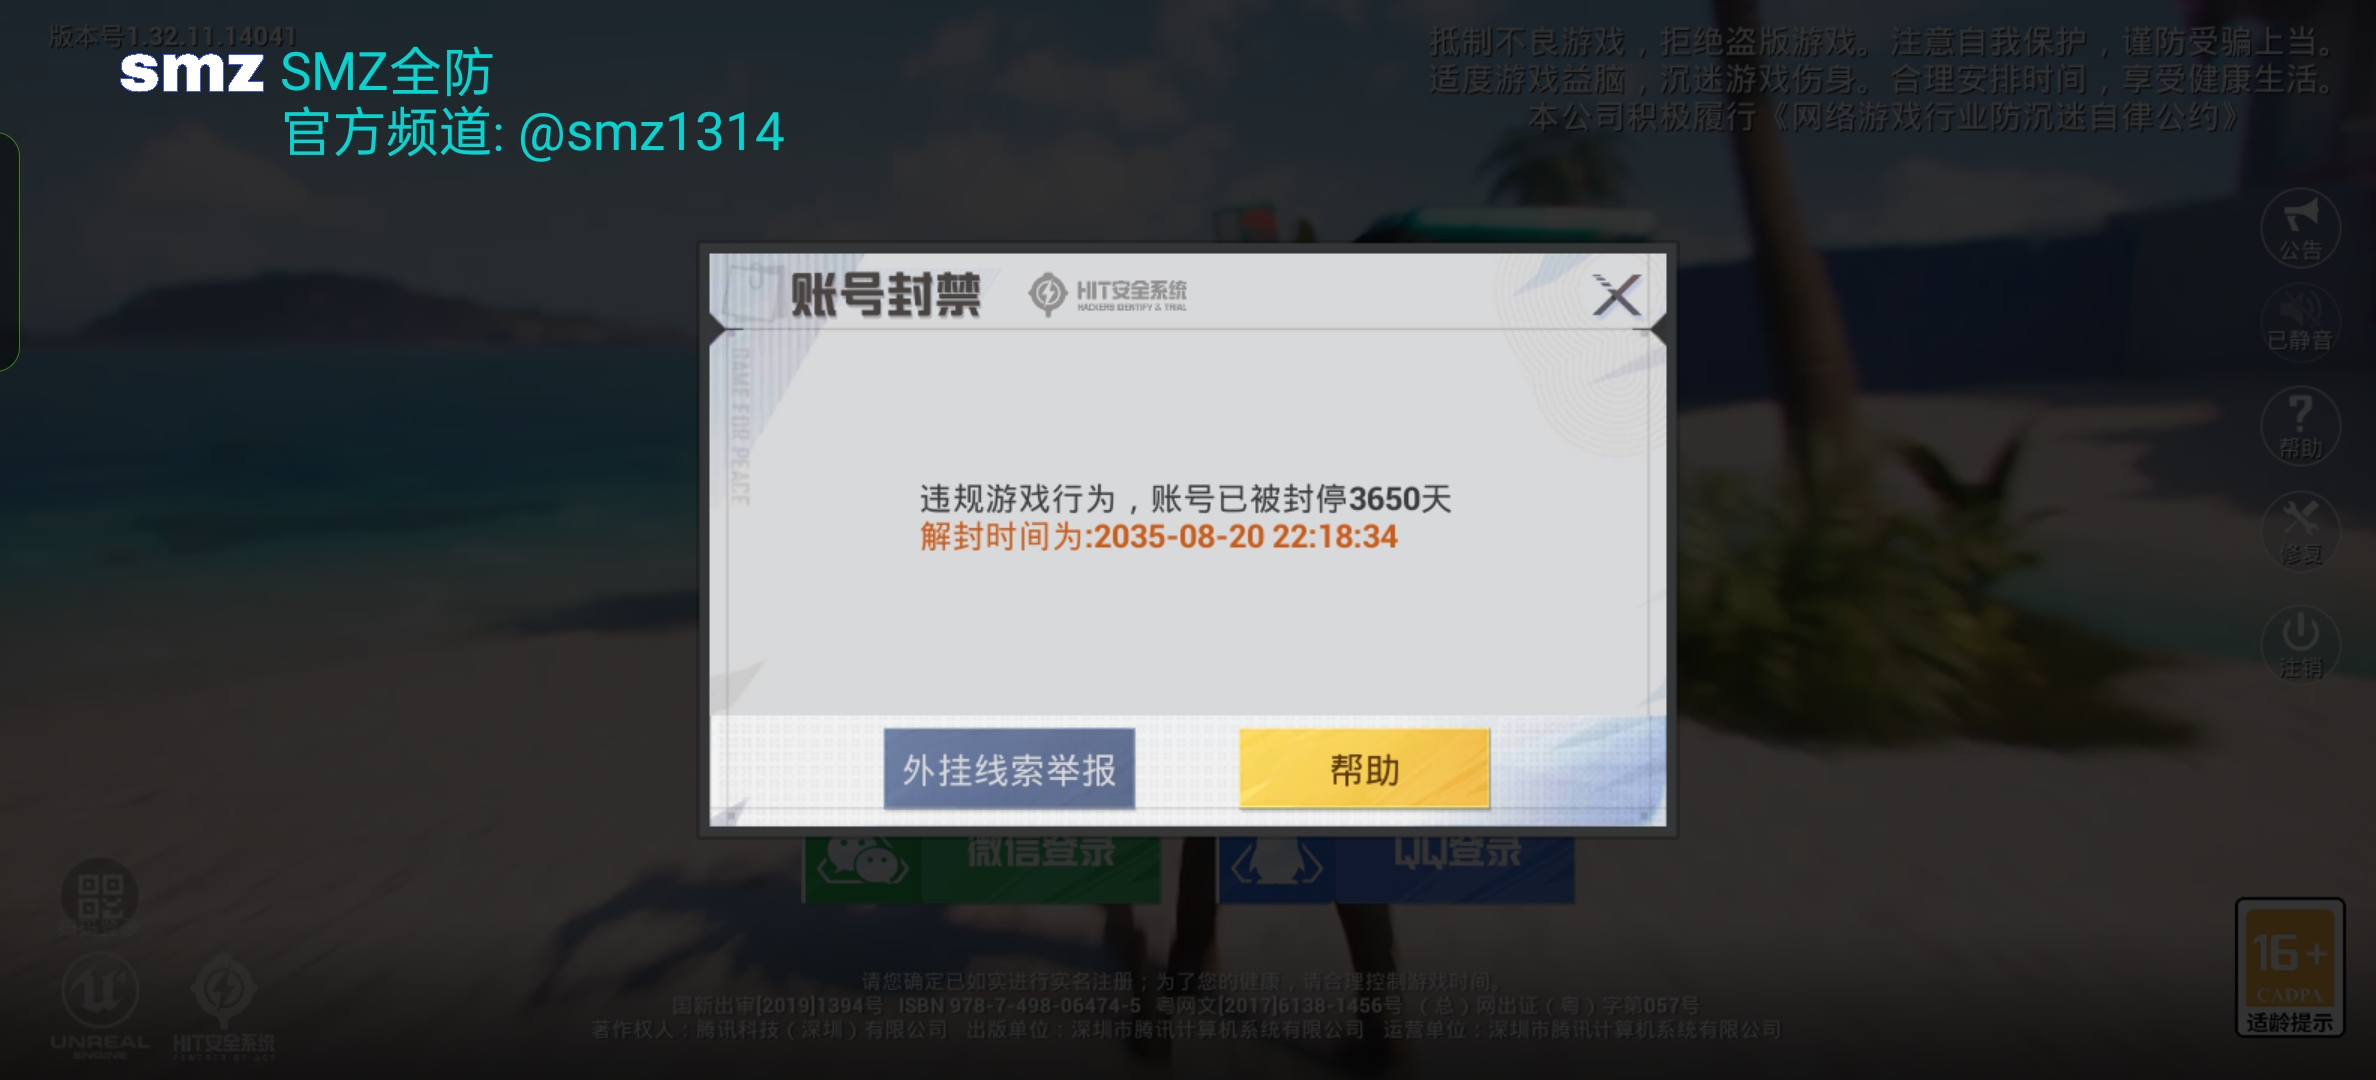 版本号1.32.11.14041
smz SMZ全防
官方频道: @smz1314
抵制不良游戏，拒绝盗版游戏。注意自我保护，谨防受骗上当。
适度游戏益脑，沉迷游戏伤身。合理安排时间，享受健康生活。
本公司积极履行《网络游戏行业防沉迷自律公约》
公告
已静音
帮助
修复
注销
账号封禁
HIT安全系统
HACKERS IDENTIFY & TRIAL
GAME FOR PEACE
违规游戏行为，账号已被封停3650天
解封时间为:2035-08-20 22:18:34
外挂线索举报
帮助
微信登录
QQ登录
UNREAL
ENGINE
HIT安全系统
POWERED BY ACE
请您确定已如实进行实名注册；为了您的健康，请合理控制游戏时间。
国新出审[2019]1394号 ISBN 978-7-498-06474-5 粤网文[2017]6138-1456号 （总）网出证（粤）字第057号
著作权人：腾讯科技（深圳）有限公司 出版单位：深圳市腾讯计算机系统有限公司 运营单位：深圳市腾讯计算机系统有限公司
16+
CADPA
适龄提示